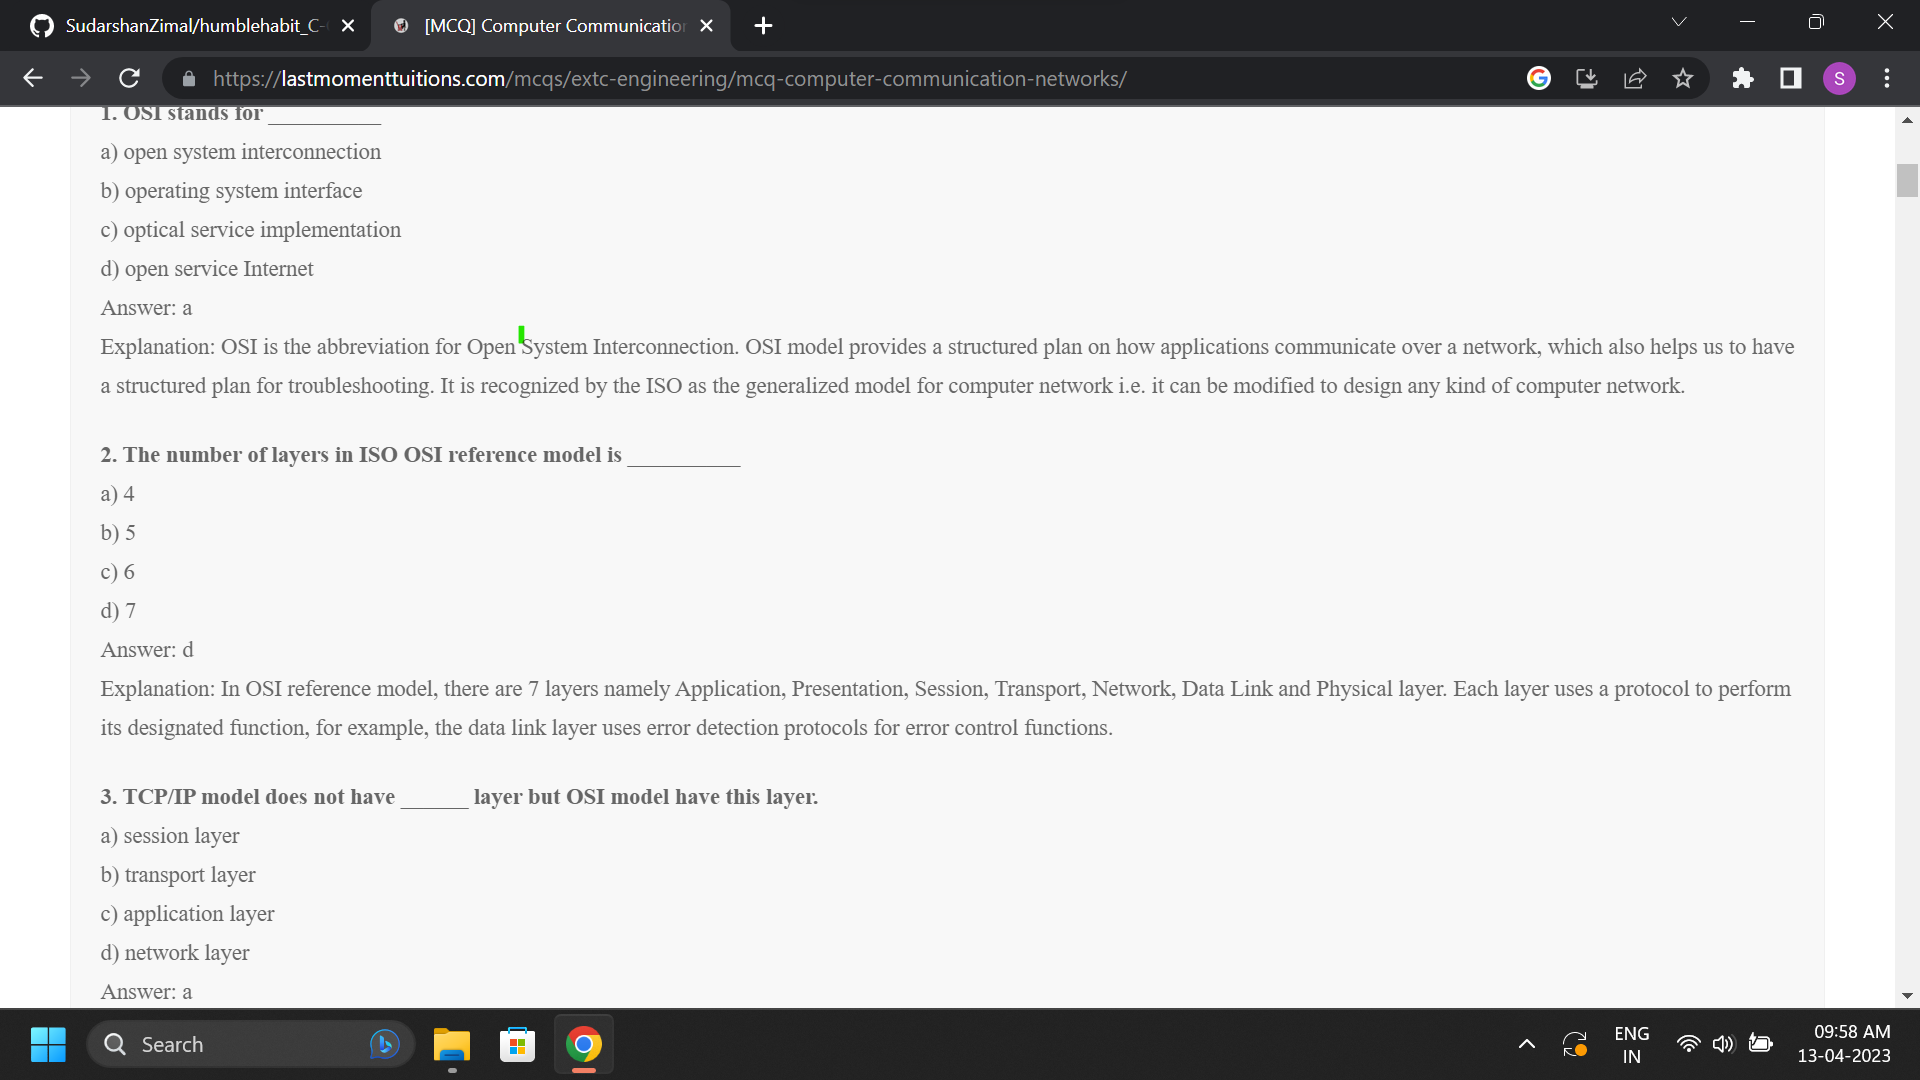 SudarshanZimal/humblehabit_C-
[MCQ] Computer Communication
https://lastmomenttuitions.com/mcqs/extc-engineering/mcq-computer-communication-networks/
S
1. OSI stands for __________
a) open system interconnection
b) operating system interface
c) optical service implementation
d) open service Internet
Answer: a
Explanation: OSI is the abbreviation for Open System Interconnection. OSI model provides a structured plan on how applications communicate over a network, which also helps us to have
a structured plan for troubleshooting. It is recognized by the ISO as the generalized model for computer network i.e. it can be modified to design any kind of computer network.
2. The number of layers in ISO OSI reference model is __________
a) 4
b) 5
c) 6
d) 7
Answer: d
Explanation: In OSI reference model, there are 7 layers namely Application, Presentation, Session, Transport, Network, Data Link and Physical layer. Each layer uses a protocol to perform
its designated function, for example, the data link layer uses error detection protocols for error control functions.
3. TCP/IP model does not have ______ layer but OSI model have this layer.
a) session layer
b) transport layer
c) application layer
d) network layer
Answer: a
Search
ENG
IN
09:58 AM
13-04-2023